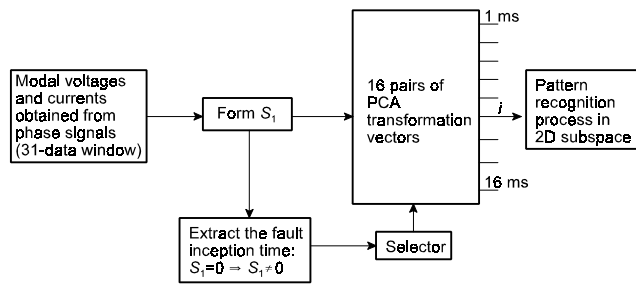 Modal voltages
and currents
obtained from
phase signals
(31-data window)
Form S₁
Extract the fault
inception time:
S₁=0 ⇒ S₁≠0
Selector
16 pairs of
PCA
transformation
vectors
1 ms
i
16 ms
Pattern
recognition
process in
2D subspace